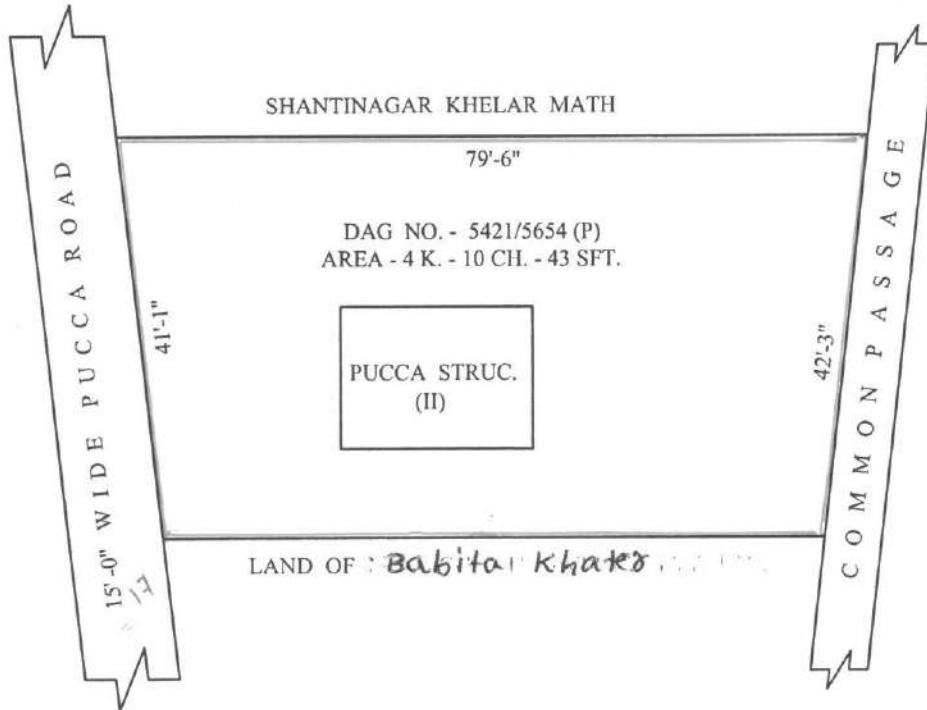 SHANTINAGAR KHELAR MATH
79'-6"
DAG NO. - 5421/5654 (P)
AREA - 4 K. - 10 CH. - 43 SFT.
15'-0" WIDE PUCCA ROAD
17
41'-1"
PUCCA STRUC.
(II)
42'-3"
COMMON PASSAGE
LAND OF Babita